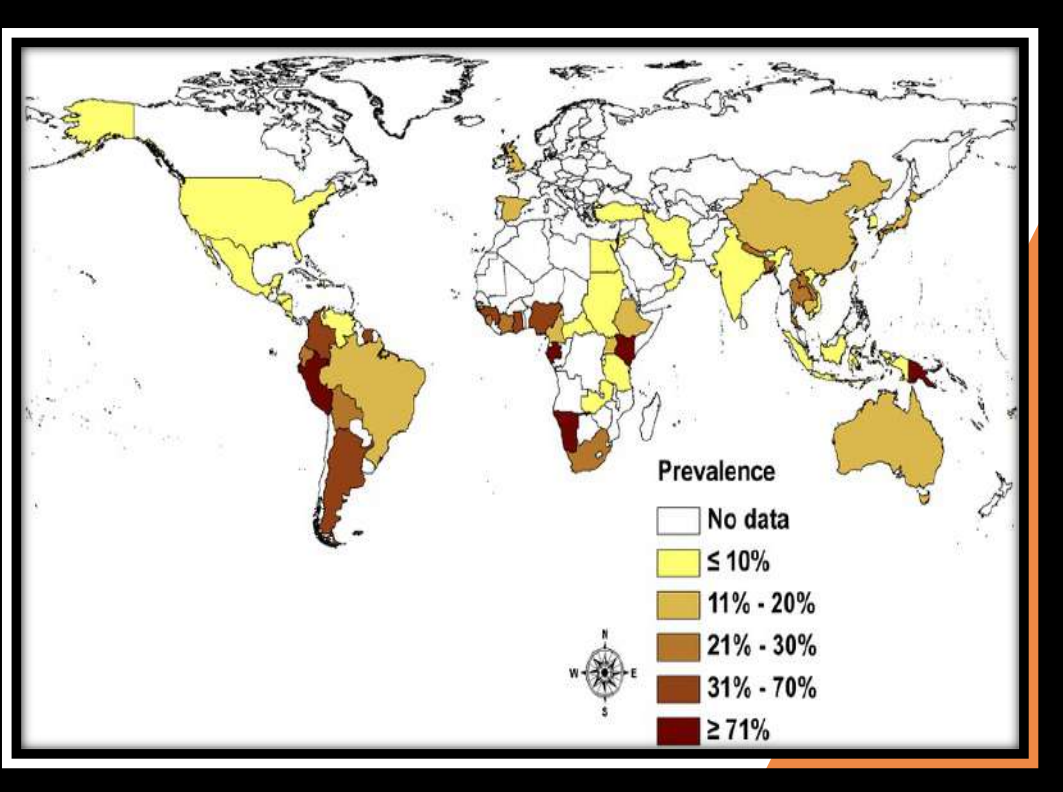 Prevalence
No data
≤ 10%
11% - 20%
21% - 30%
31% - 70%
≥ 71%
N
W E
S